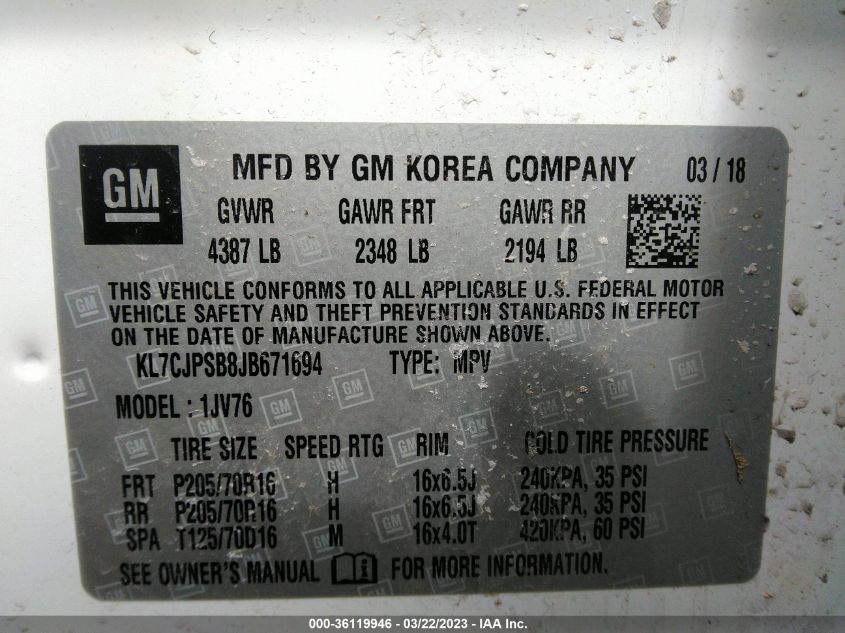 GM
MFD BY GM KOREA COMPANY 03 / 18
GVWR GAWR FRT GAWR RR
4387 LB 2348 LB 2194 LB
THIS VEHICLE CONFORMS TO ALL APPLICABLE U.S. FEDERAL MOTOR
VEHICLE SAFETY AND THEFT PREVENTION STANDARDS IN EFFECT
ON THE DATE OF MANUFACTURE SHOWN ABOVE.
KL7CJPSB8JB671694 TYPE: MPV
MODEL : 1JV76
TIRE SIZE SPEED RTG RIM COLD TIRE PRESSURE
FRT P205/70R16 H 16x6.5J 240KPA, 35 PSI
RR P205/70R16 H 16x6.5J 240KPA, 35 PSI
SPA T125/70D16 M 16x4.0T 420KPA, 60 PSI
SEE OWNER'S MANUAL FOR MORE INFORMATION.
000-36119946 - 03/22/2023 - IAA Inc.